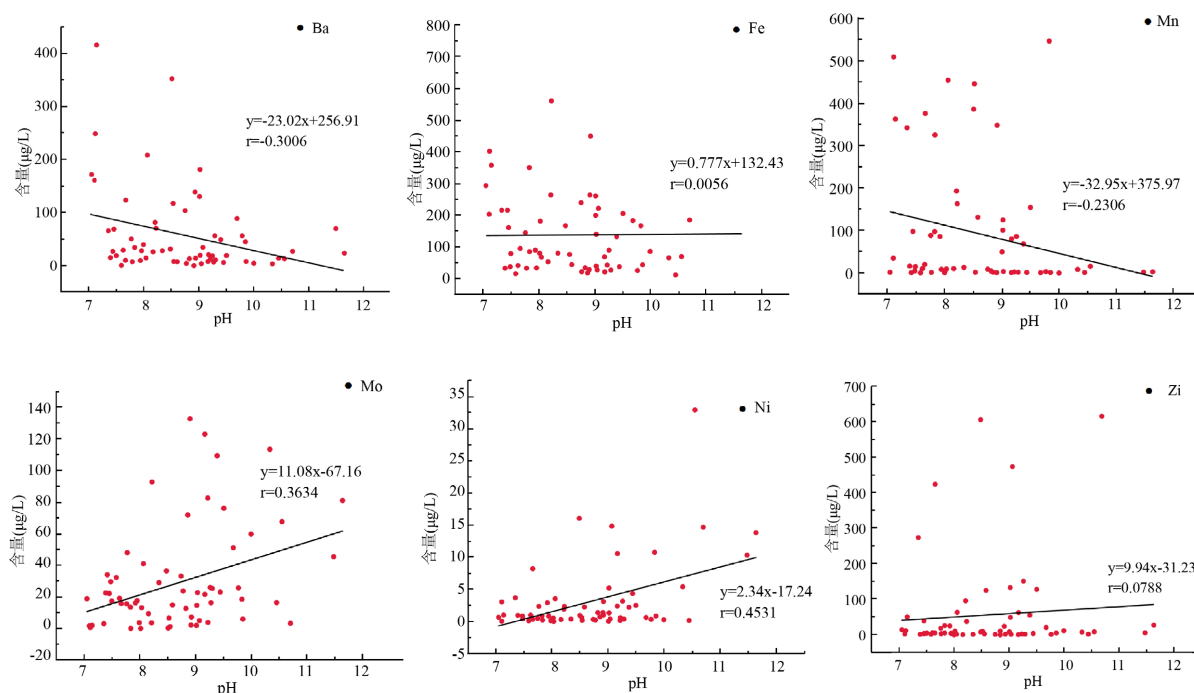 Ba
400
300
200
100
0
含量(μg/L)
y=-23.02x+256.91
r=-0.3006
7 8 9 10 11 12
pH
Fe
800
700
600
500
400
300
200
100
0
-100
含量(μg/L)
y=0.777x+132.43
r=0.0056
7 8 9 10 11 12
pH
Mn
600
500
400
300
200
100
0
含量(μg/L)
y=-32.95x+375.97
r=-0.2306
7 8 9 10 11 12
pH
Mo
140
120
100
80
60
40
20
0
-20
含量(μg/L)
y=11.08x-67.16
r=0.3634
7 8 9 10 11 12
pH
Ni
35
30
25
20
15
10
5
0
-5
含量(μg/L)
y=2.34x-17.24
r=0.4531
7 8 9 10 11 12
pH
Zi
700
600
500
400
300
200
100
0
含量(μg/L)
y=9.94x-31.23
r=0.0788
7 8 9 10 11 12
pH